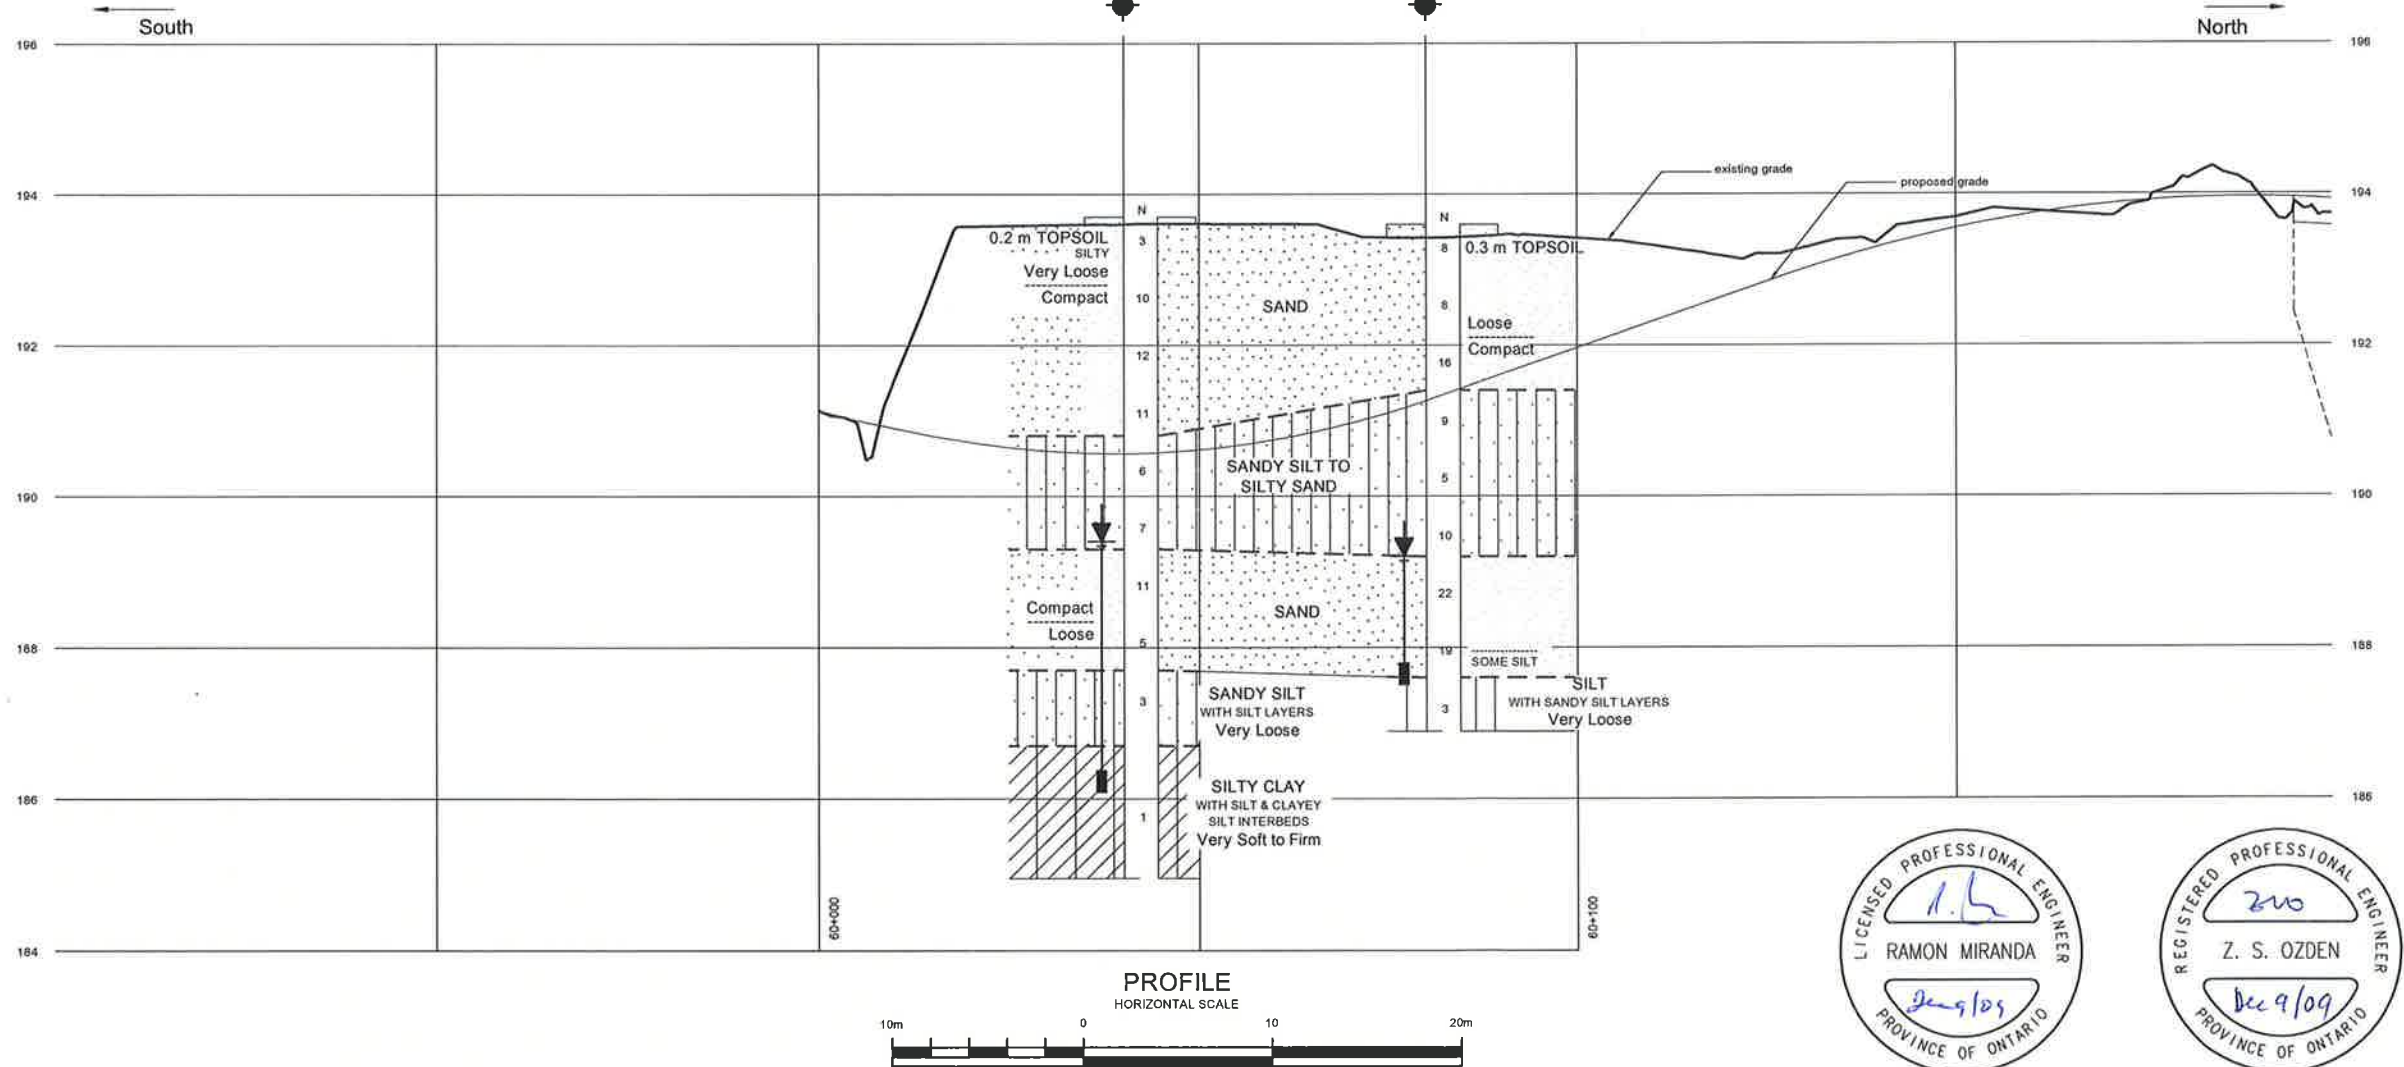 South
North
196
196
194
194
192
192
190
190
188
188
186
186
184
existing grade
proposed grade
N
3
10
12
11
6
7
11
5
3
1
N
8
8
16
9
5
10
22
19
3
0.2 m TOPSOIL
SILTY
Very Loose
Compact
0.3 m TOPSOIL
SAND
Loose
Compact
SANDY SILT TO
SILTY SAND
Compact
Loose
SAND
SOME SILT
SANDY SILT
WITH SILT LAYERS
Very Loose
SILT
WITH SANDY SILT LAYERS
Very Loose
SILTY CLAY
WITH SILT & CLAYEY
SILT INTERBEDS
Very Soft to Firm
60+000
60+100
PROFILE
HORIZONTAL SCALE
10m
0
10
20m
LICENSED PROFESSIONAL ENGINEER
RAMON MIRANDA
Dec 9/09
PROVINCE OF ONTARIO
REGISTERED PROFESSIONAL ENGINEER
Z. S. OZDEN
Dec 9/09
PROVINCE OF ONTARIO